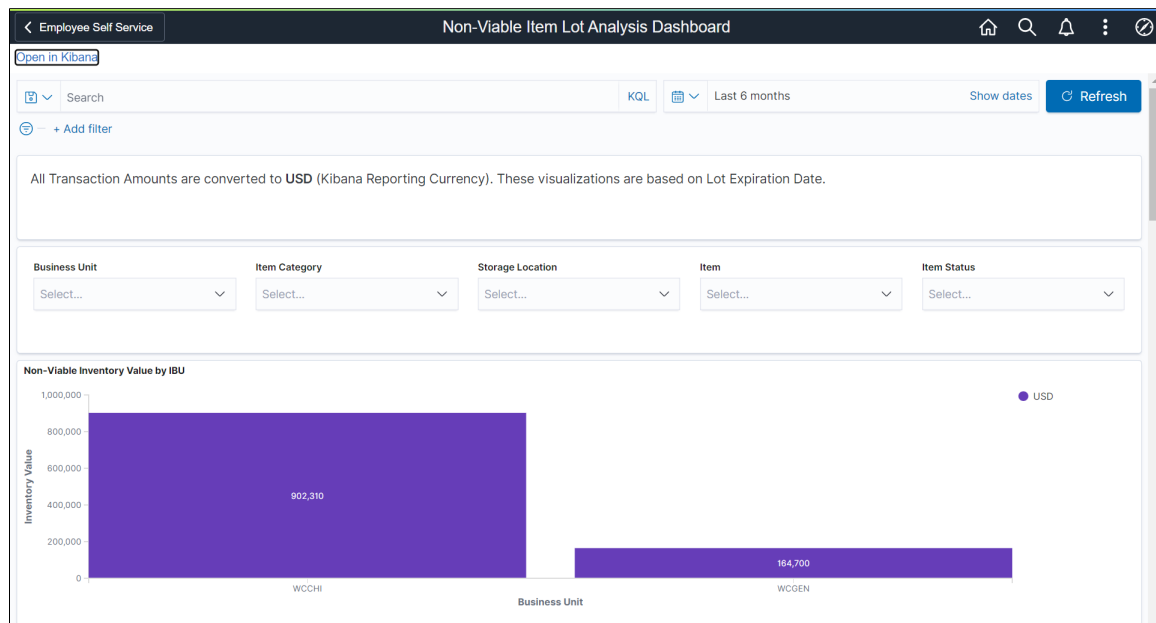 Employee Self Service
Non-Viable Item Lot Analysis Dashboard
Open in Kibana
Search
KQL
Last 6 months
Show dates
Refresh
+ Add filter
All Transaction Amounts are converted to USD (Kibana Reporting Currency). These visualizations are based on Lot Expiration Date.
Business Unit
Item Category
Storage Location
Item
Item Status
Select...
Select...
Select...
Select...
Select...
Non-Viable Inventory Value by IBU
1,000,000
800,000
600,000
400,000
200,000
0
Inventory Value
902,310
164,700
WCCHI
WCGEN
Business Unit
USD